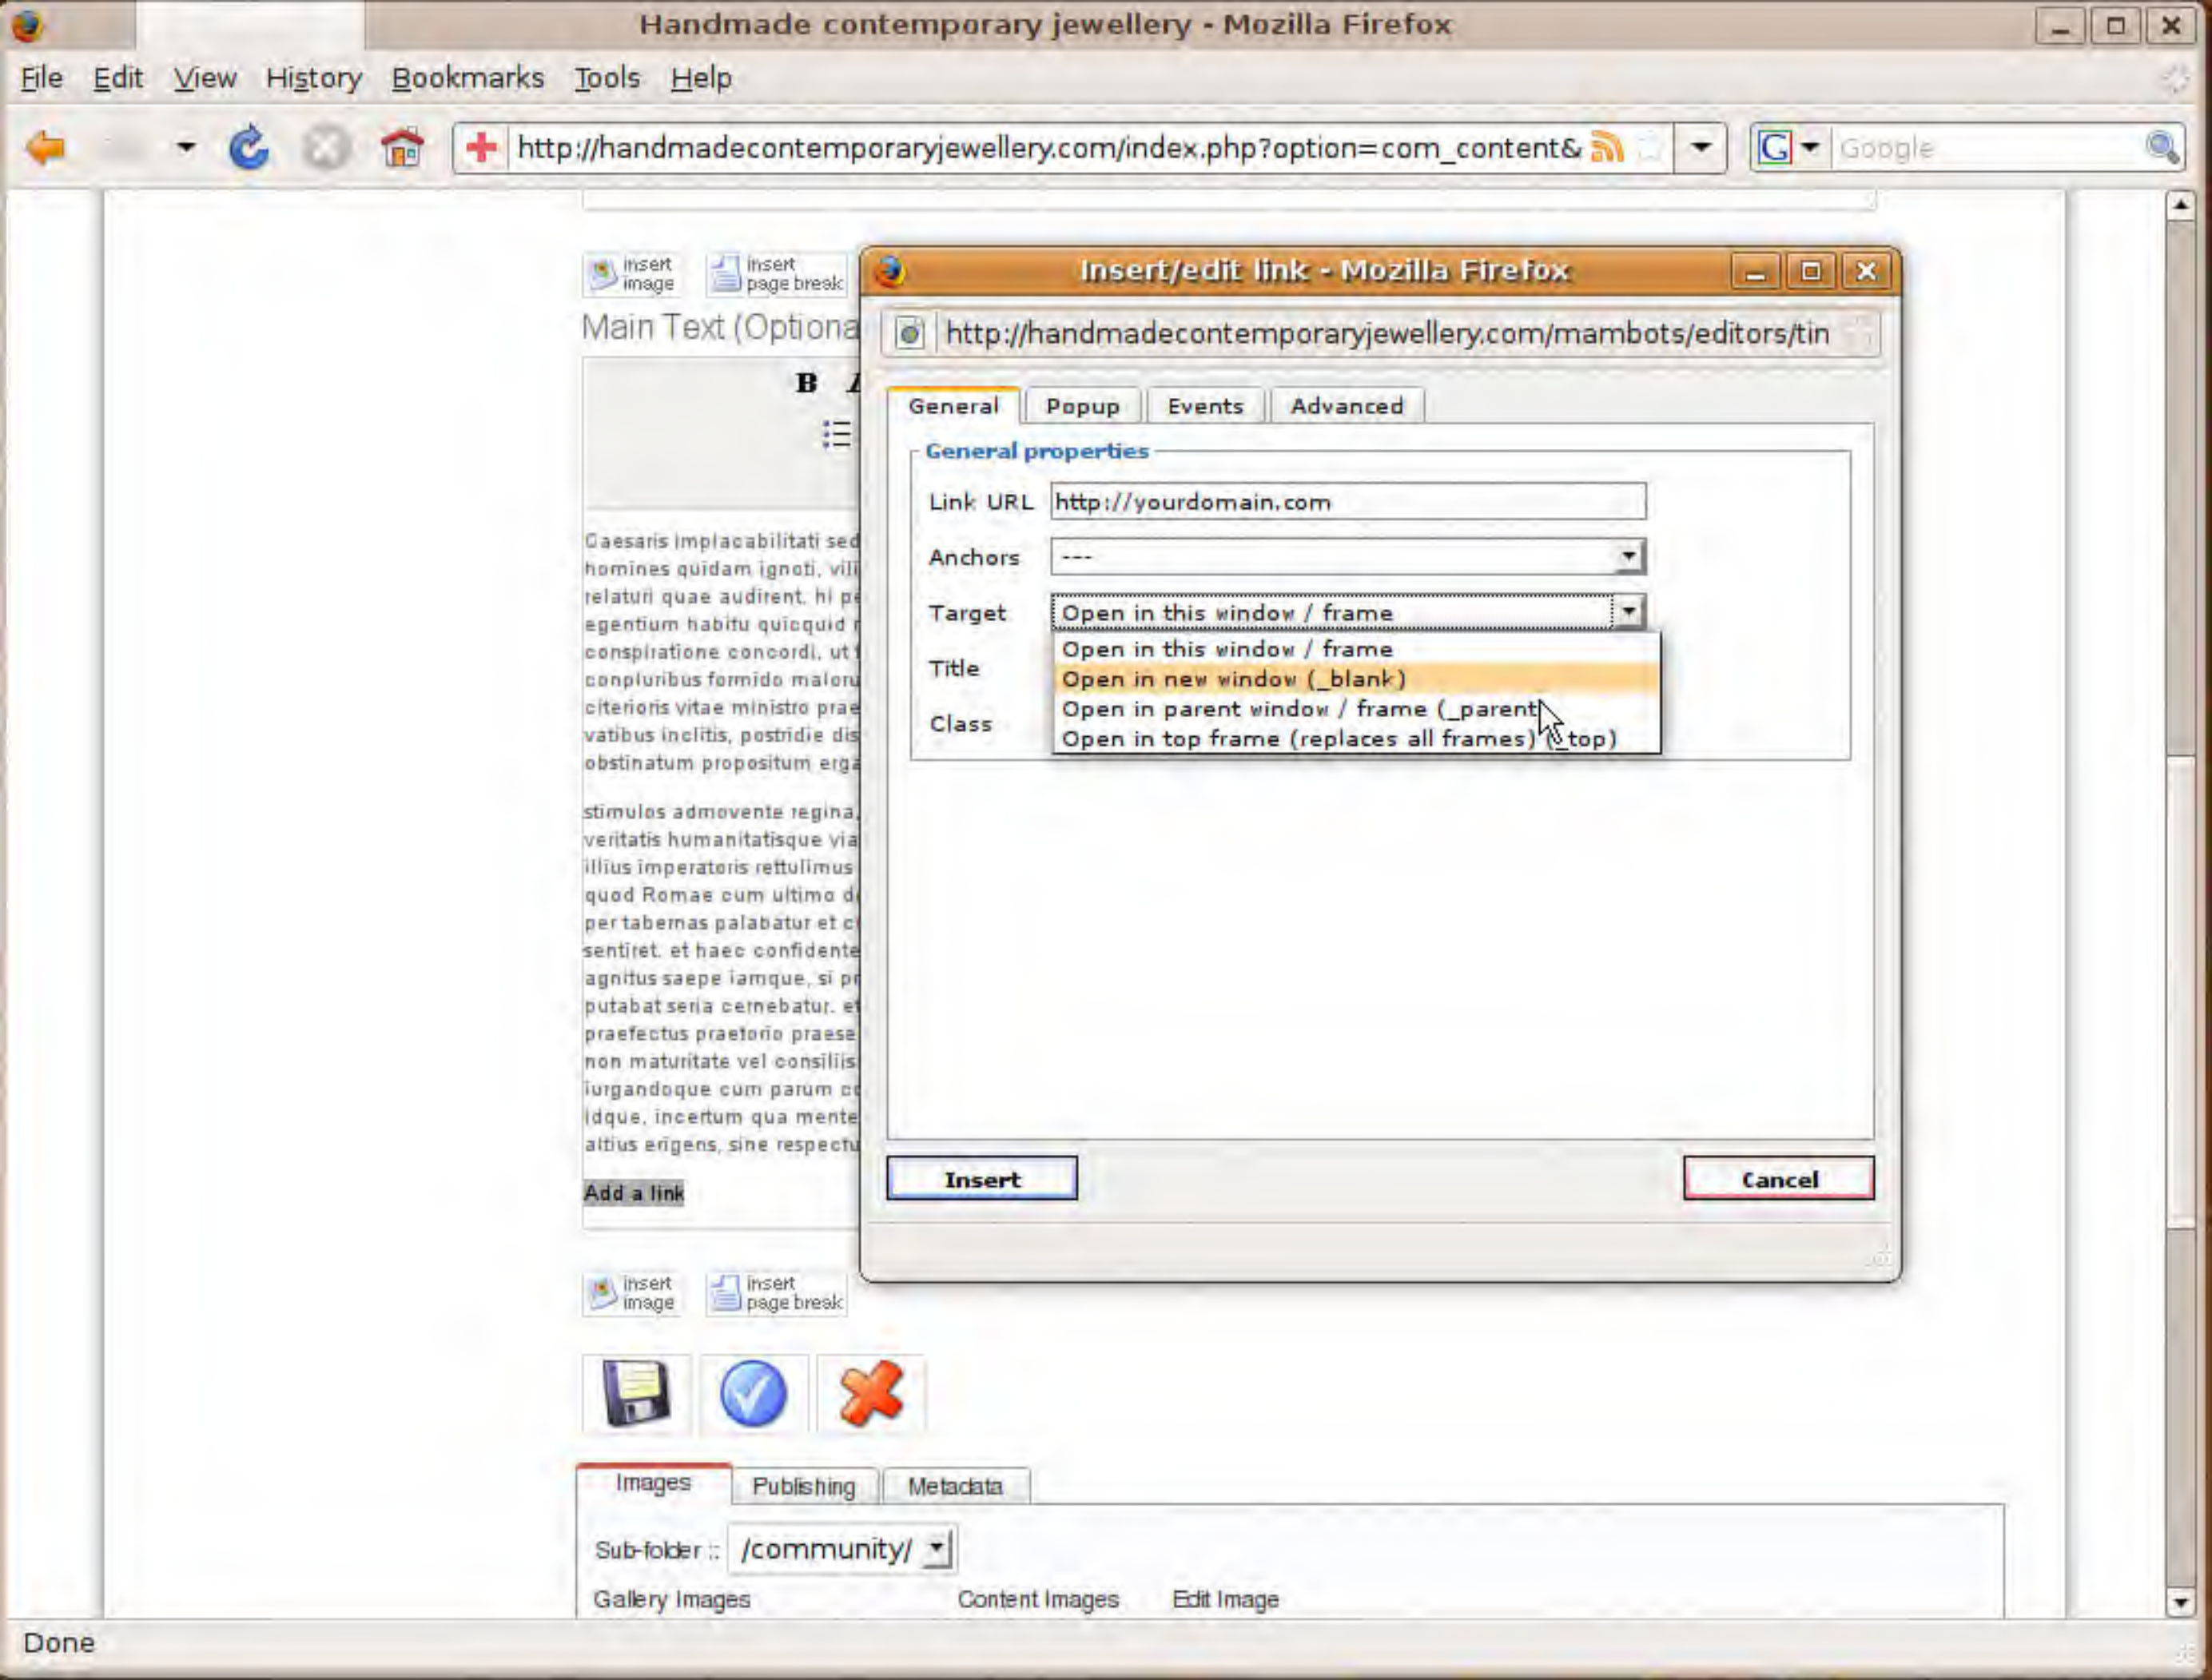 Handmade contemporary jewellery - Mozilla Firefox
File Edit View History Bookmarks Tools Help
http://handmadecontemporaryjewellery.com/index.php?option=com_content&
Google
insert image
insert page break
Main Text (Optiona
B
Insert/edit link - Mozilla Firefox
http://handmadecontemporaryjewellery.com/mambots/editors/tin
General Popup Events Advanced
General properties
Link URL http://yourdomain.com
Anchors ---
Target Open in this window / frame
Open in this window / frame
Open in new window (_blank)
Open in parent window / frame (_parent
Open in top frame (replaces all frames) (_top)
Title
Class
Insert
Cancel
Caesaris implacabilitati sed
homines quidam ignoti, vili
relaturi quae audirent. hi pe
egentium habitu quicquid
conspiratione concordi, ut
conpluribus formido maloru
citerioris vitae ministro prae
vatibus inclitis, postridie dis
obstinatum propositum erga
stimulos admovente regina,
veritatis humanitatisque via
illius imperatoris rettulimus
quod Romae cum ultimo d
per tabernas palabatur et c
sentiret. et haec confidente
agnitus saepe iamque, si pr
putabat seria cernebatur. et
praefectus praetorio praese
non maturitate vel consiliis
iurgandoque cum parum co
idque, incertum qua mente
altius erigens, sine respectu
Add a link
insert image
insert page break
Images Publishing Metadata
Sub-folder :: /community/
Gallery Images Content Images Edit Image
Done